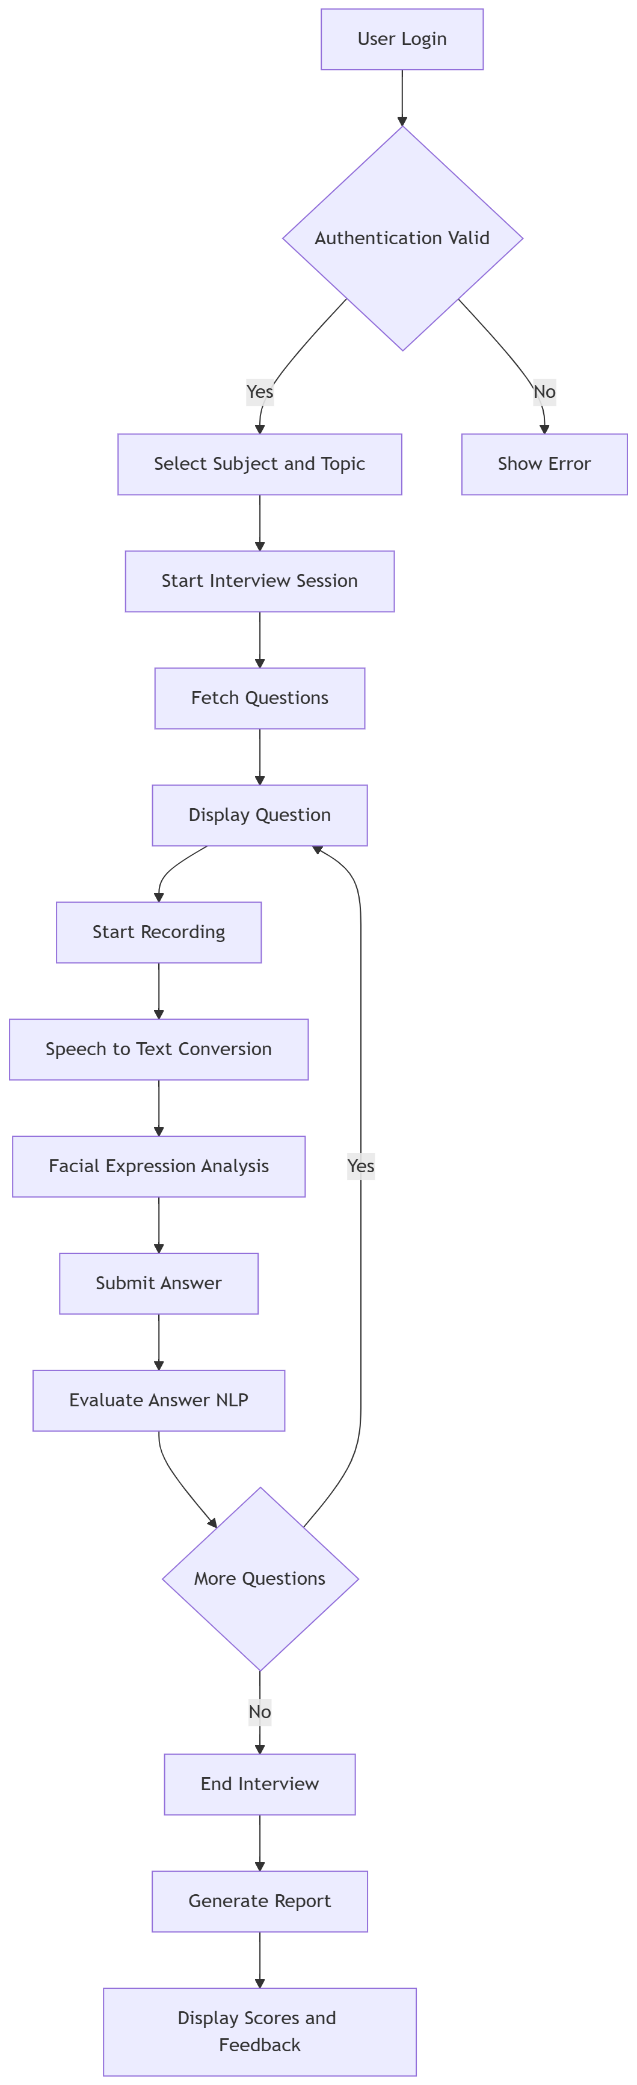 User Login
Authentication Valid
Yes
No
Select Subject and Topic
Show Error
Start Interview Session
Fetch Questions
Display Question
Start Recording
Speech to Text Conversion
Facial Expression Analysis
Yes
Submit Answer
Evaluate Answer NLP
More Questions
No
End Interview
Generate Report
Display Scores and
Feedback